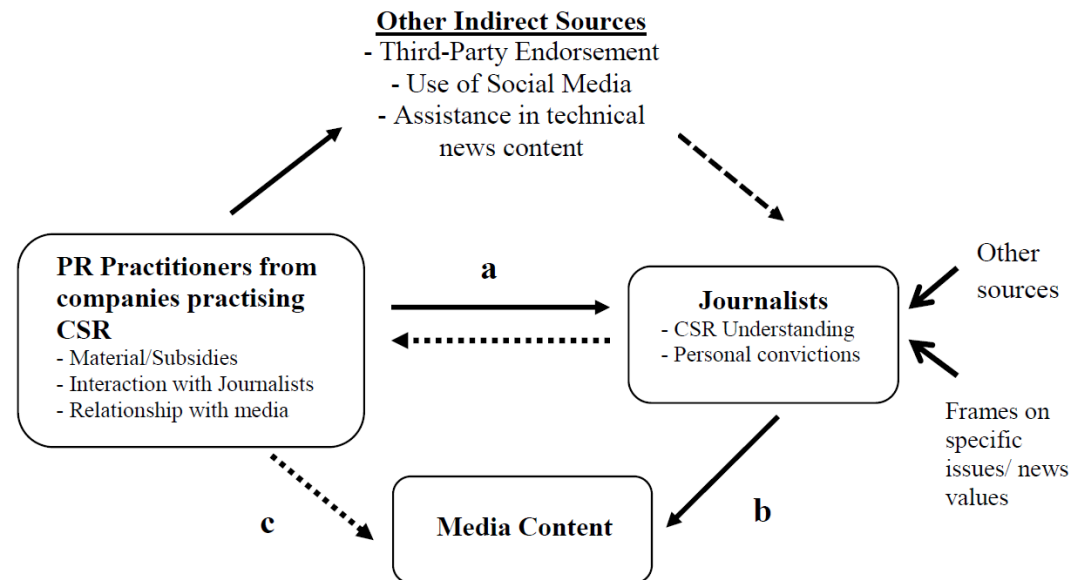 Other Indirect Sources
- Third-Party Endorsement
- Use of Social Media
- Assistance in technical
news content
PR Practitioners from
companies practising
CSR
- Material/Subsidies
- Interaction with Journalists
- Relationship with media
a
Journalists
- CSR Understanding
- Personal convictions
Other
sources
Frames on
specific
issues/ news
values
c
Media Content
b